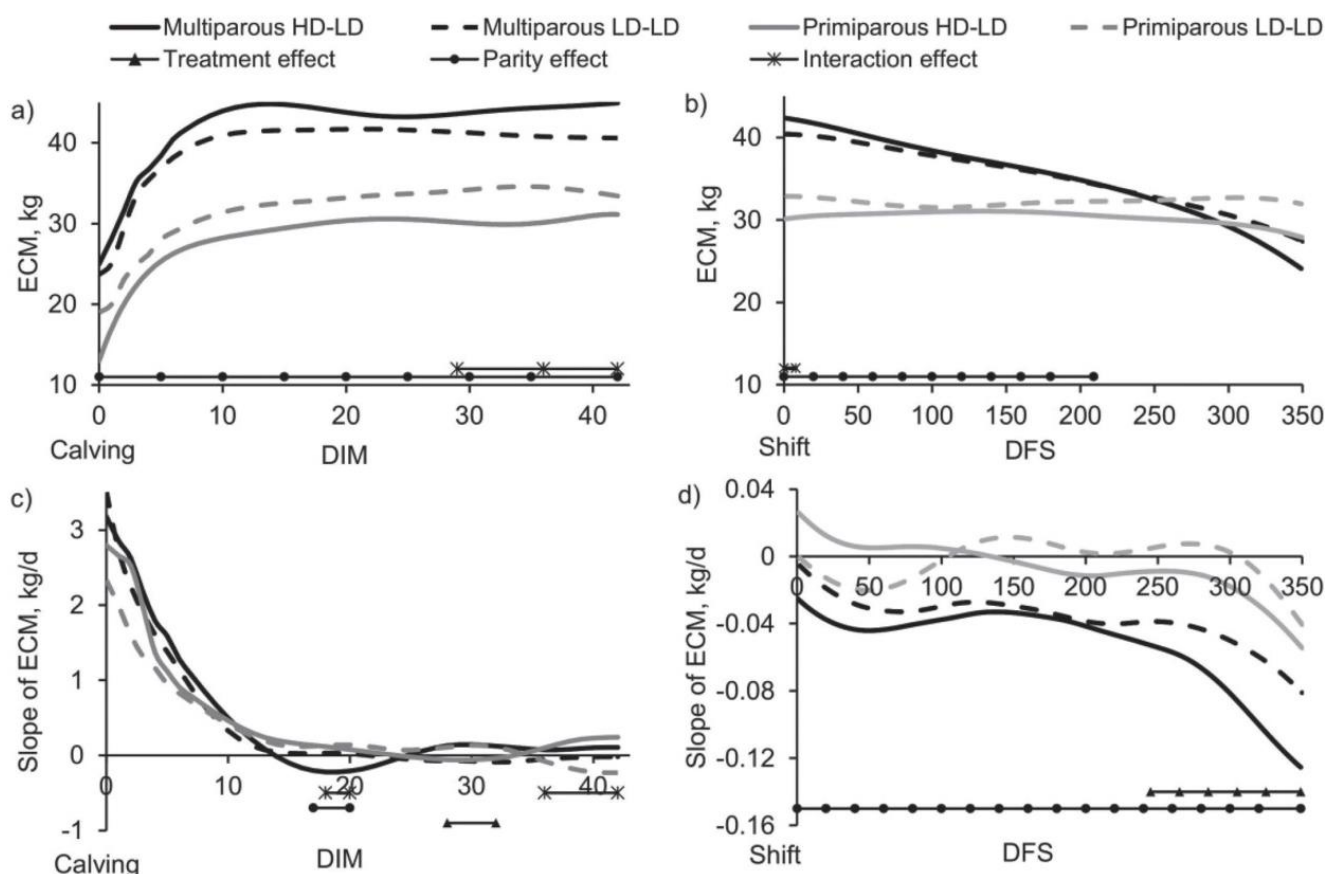 Multiparous HD-LD Multiparous LD-LD Primiparous HD-LD Primiparous LD-LD
Treatment effect Parity effect Interaction effect
a)
ECM, kg
40
30
20
10
0 10 20 30 40
Calving DIM
b)
ECM, kg
40
30
20
10
0 50 100 150 200 250 300 350
Shift DFS
c)
Slope of ECM, kg/d
3
2
1
0
-1
0 10 20 30 40
Calving DIM
d)
Slope of ECM, kg/d
0.04
0
-0.04
-0.08
-0.12
-0.16
0 50 100 150 200 250 300 350
Shift DFS